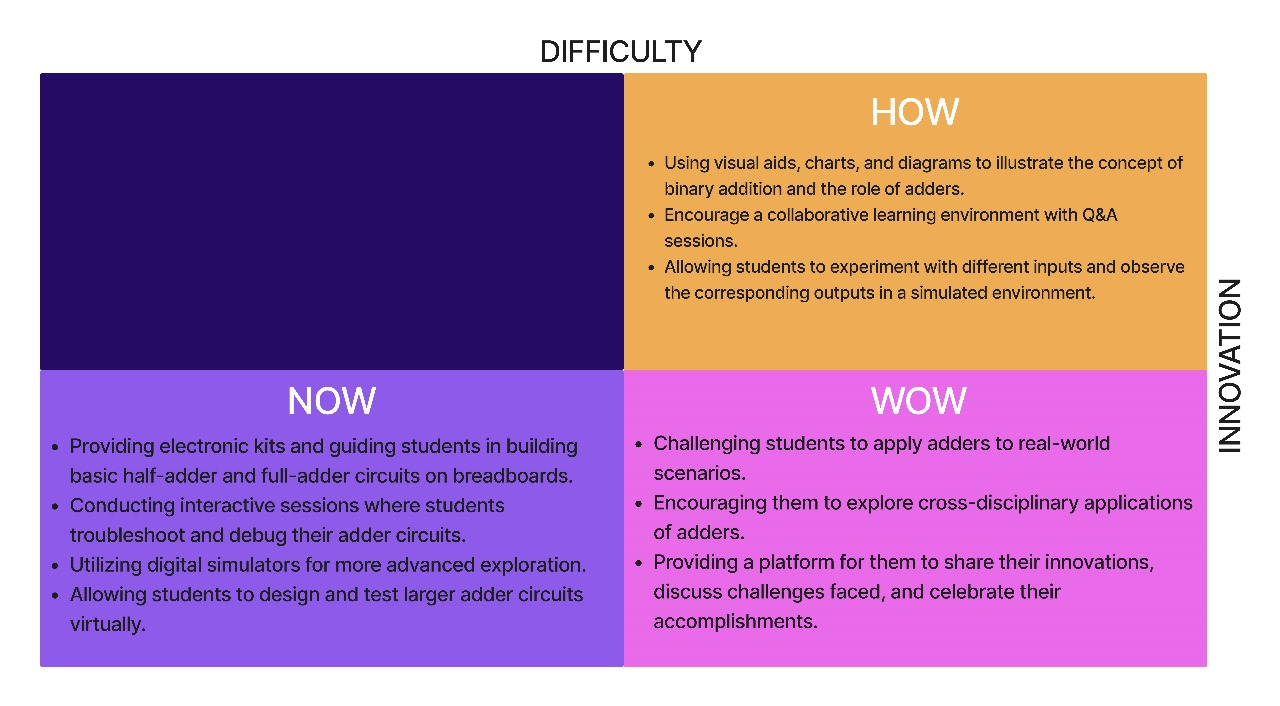 DIFFICULTY
HOW
• Using visual aids, charts, and diagrams to illustrate the concept of
binary addition and the role of adders.
• Encourage a collaborative learning environment with Q&A
sessions.
• Allowing students to experiment with different inputs and observe
the corresponding outputs in a simulated environment.
INNOVATION
NOW
• Providing electronic kits and guiding students in building
basic half-adder and full-adder circuits on breadboards.
• Conducting interactive sessions where students
troubleshoot and debug their adder circuits.
• Utilizing digital simulators for more advanced exploration.
• Allowing students to design and test larger adder circuits
virtually.
WOW
• Challenging students to apply adders to real-world
scenarios.
• Encouraging them to explore cross-disciplinary applications
of adders.
• Providing a platform for them to share their innovations,
discuss challenges faced, and celebrate their
accomplishments.